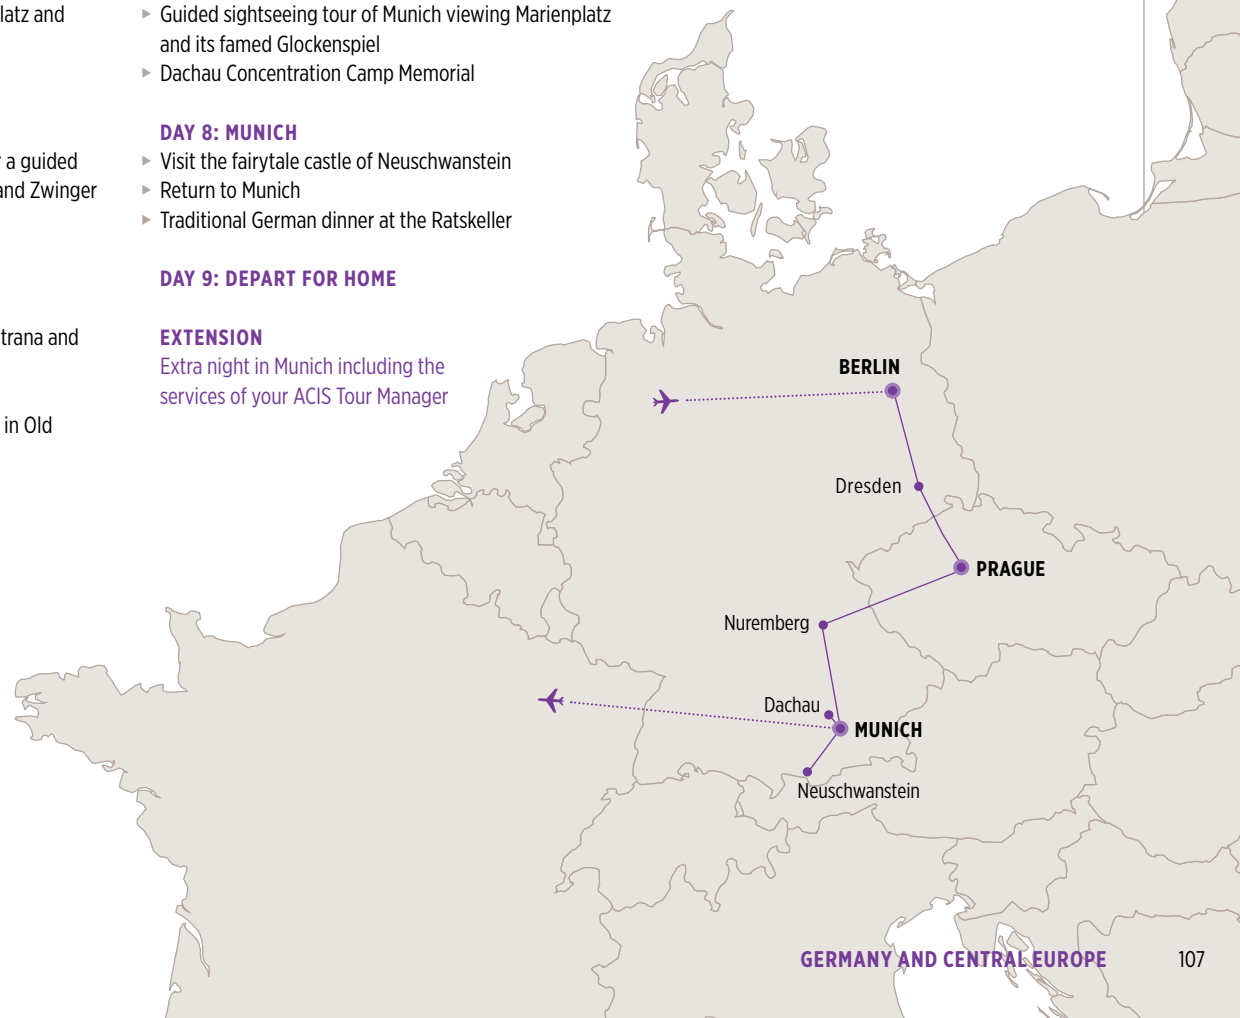 latz and
a guided
and Zwinger
trana and
in Old
Guided sightseeing tour of Munich viewing Marienplatz
and its famed Glockenspiel
Dachau Concentration Camp Memorial
DAY 8: MUNICH
Visit the fairytale castle of Neuschwanstein
Return to Munich
Traditional German dinner at the Ratskeller
DAY 9: DEPART FOR HOME
EXTENSION
Extra night in Munich including the
services of your ACIS Tour Manager
BERLIN
Dresden
PRAGUE
Nuremberg
Dachau
MUNICH
Neuschwanstein
GERMANY AND CENTRAL EUROPE 107